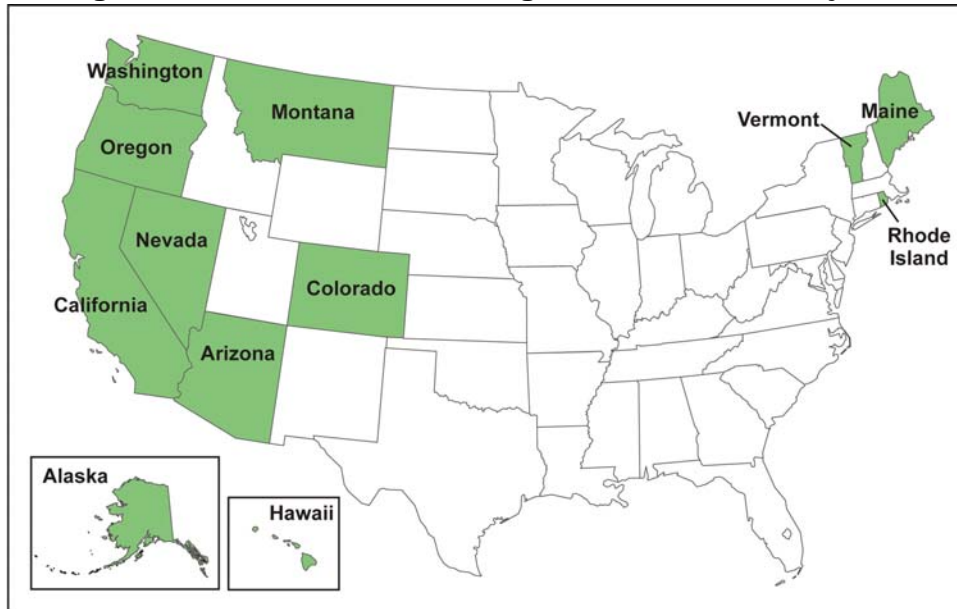 Washington
Montana
Oregon
Nevada
California
Colorado
Arizona
Vermont
Maine
Rhode
Island
Alaska
Hawaii